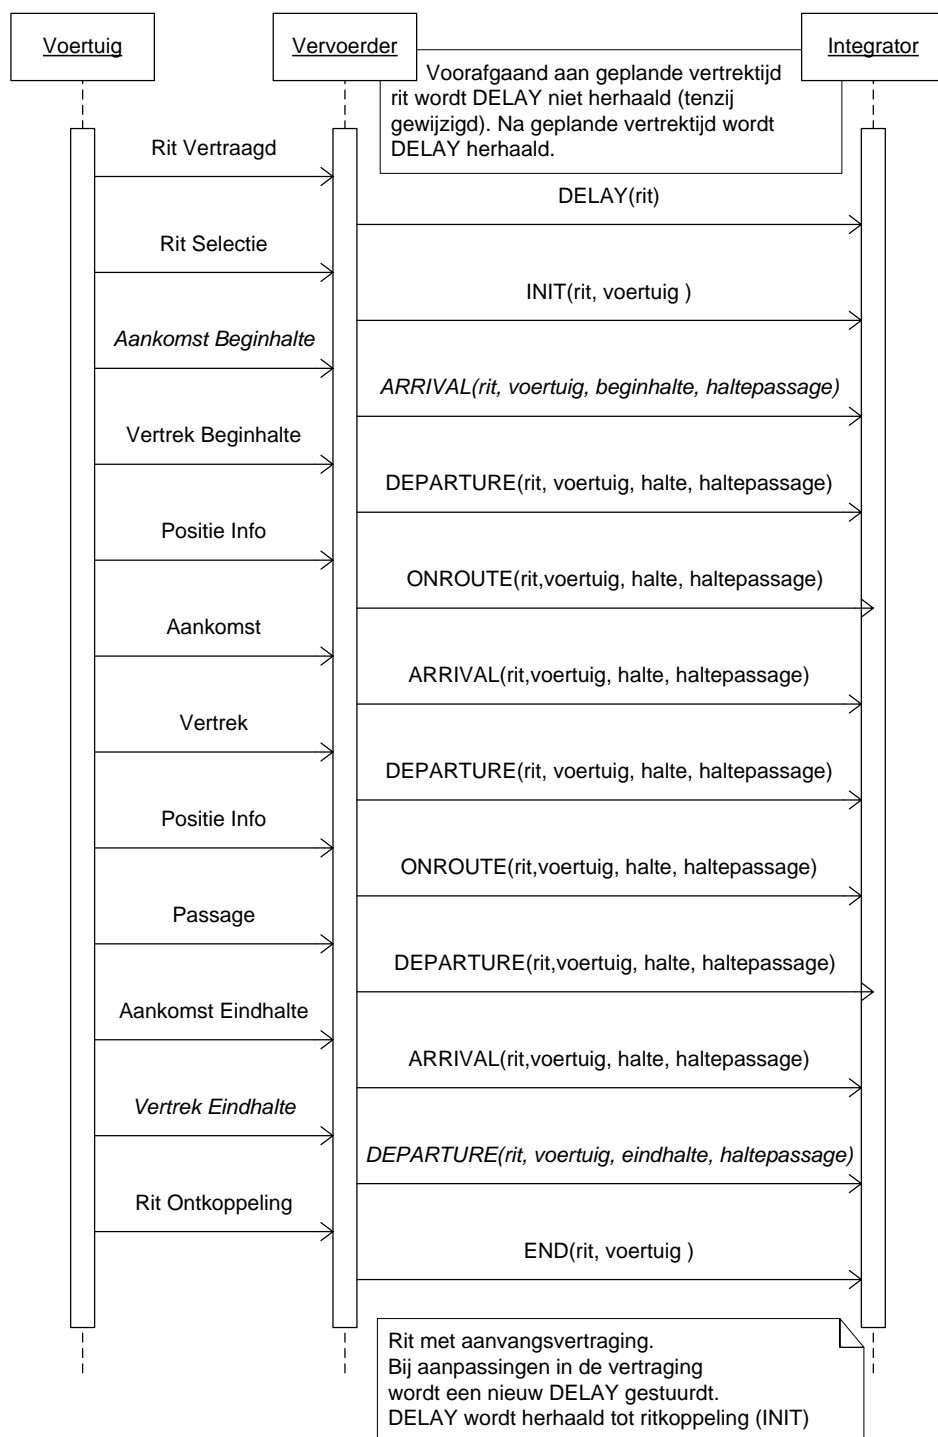 Voertuig
Vervoerder
Integrator
Voorafgaand aan geplande vertrektijd
rit wordt DELAY niet herhaald (tenzij
gewijzigd). Na geplande vertrektijd wordt
DELAY herhaald.
Rit Vertraagd
DELAY(rit)
Rit Selectie
INIT(rit, voertuig )
Aankomst Beginhalte
ARRIVAL(rit, voertuig, beginhalte, haltepassage)
Vertrek Beginhalte
DEPARTURE(rit, voertuig, halte, haltepassage)
Positie Info
ONROUTE(rit,voertuig, halte, haltepassage)
Aankomst
ARRIVAL(rit,voertuig, halte, haltepassage)
Vertrek
DEPARTURE(rit, voertuig, halte, haltepassage)
Positie Info
ONROUTE(rit,voertuig, halte, haltepassage)
Passage
DEPARTURE(rit,voertuig, halte, haltepassage)
Aankomst Eindhalte
ARRIVAL(rit,voertuig, halte, haltepassage)
Vertrek Eindhalte
DEPARTURE(rit, voertuig, eindhalte, haltepassage)
Rit Ontkoppeling
END(rit, voertuig )
Rit met aanvangsvertraging.
Bij aanpassingen in de vertraging
wordt een nieuw DELAY gestuurdt.
DELAY wordt herhaald tot ritkoppeling (INIT)